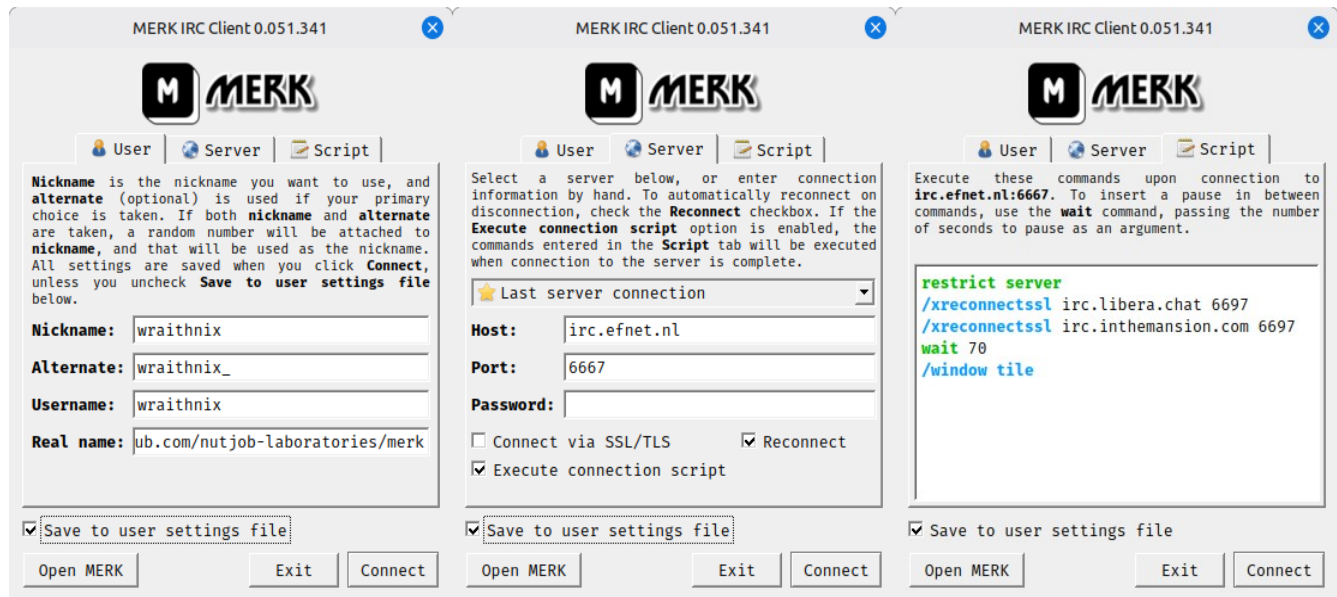 MERK IRC Client 0.051.341
M MERK
User Server Script
Nickname is the nickname you want to use, and
alternate (optional) is used if your primary
choice is taken. If both nickname and alternate
are taken, a random number will be attached to
nickname, and that will be used as the nickname.
All settings are saved when you click Connect,
unless you uncheck Save to user settings file
below.
Nickname: wraithnix
Alternate: wraithnix_
Username: wraithnix
Real name: ub.com/nutjob-laboratories/merk
Save to user settings file
Open MERK Exit Connect
MERK IRC Client 0.051.341
M MERK
User Server Script
Select a server below, or enter connection
information by hand. To automatically reconnect on
disconnection, check the Reconnect checkbox. If the
Execute connection script option is enabled, the
commands entered in the Script tab will be executed
when connection to the server is complete.
Last server connection
Host: irc.efnet.nl
Port: 6667
Password:
Connect via SSL/TLS Reconnect
Execute connection script
Save to user settings file
Open MERK Exit Connect
MERK IRC Client 0.051.341
M MERK
User Server Script
Execute these commands upon connection to
irc.efnet.nl:6667. To insert a pause in between
commands, use the wait command, passing the number
of seconds to pause as an argument.
restrict server
/xreconnectssl irc.libera.chat 6697
/xreconnectssl irc.inthemansion.com 6697
wait 70
/window tile
Save to user settings file
Open MERK Exit Connect